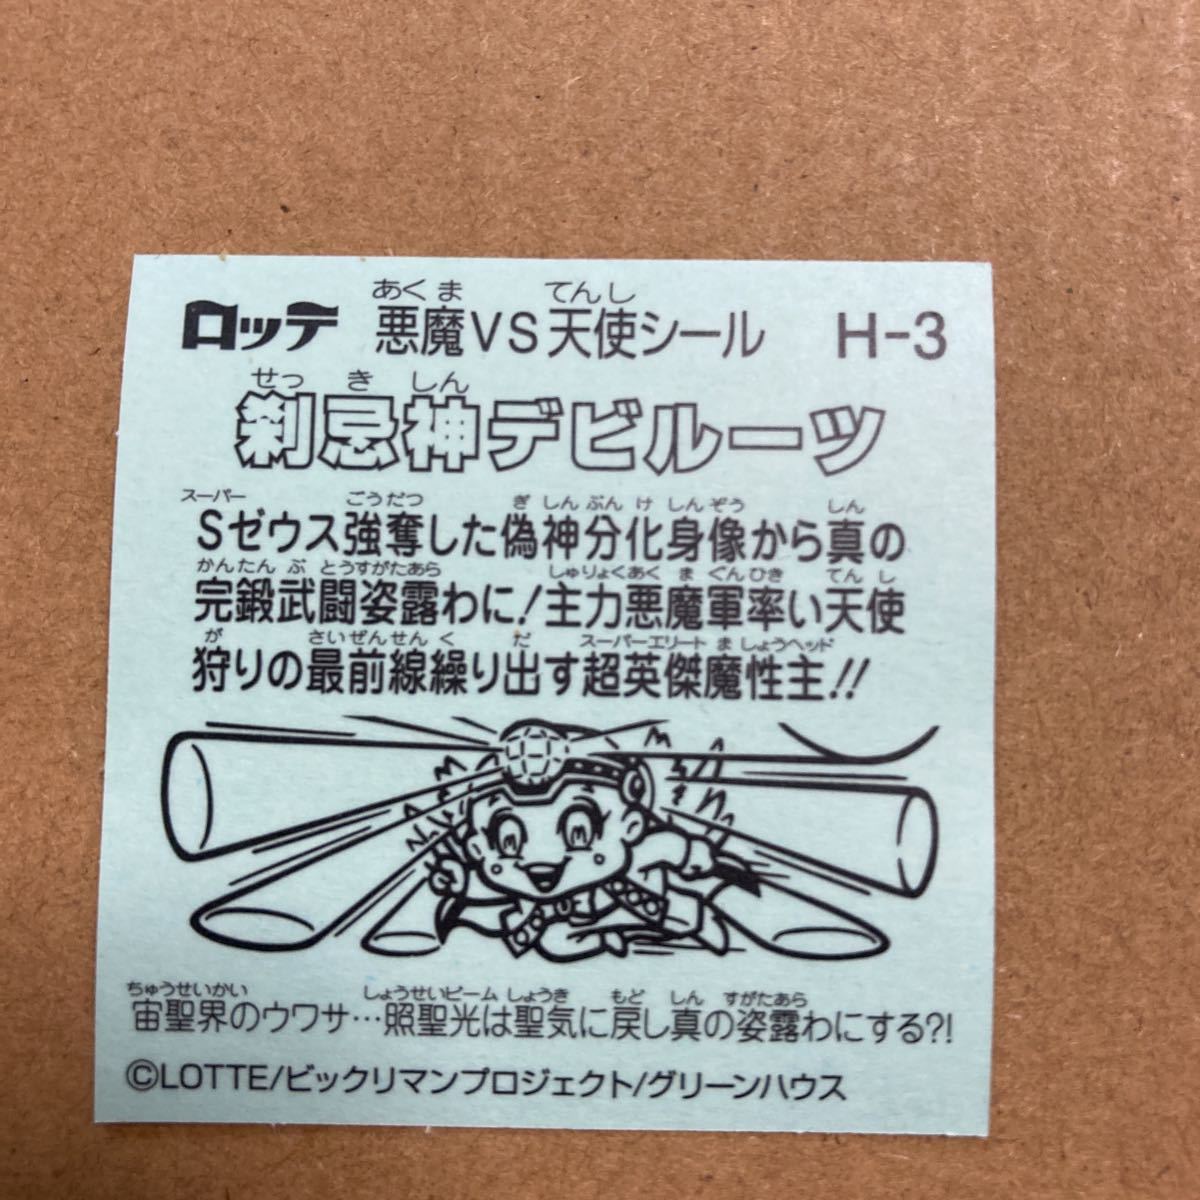 あくま てんし
ロッテ 悪魔VS天使シール H-3
せっ き しん
刹忌神デビルーツ
スーパー ごうだつ ぎ しん ぶん け しん ぞう しん
Sゼウス強奪した偽神分化身像から真の
かんたん ぶ とうすがたあら しゅりょくあく ま ぐんひき てん し
完鍛武闘姿露わに!主力悪魔軍率い天使
が さいぜんせん く だ スーパーエリート ま しょうヘッド
狩りの最前線繰り出す超英傑魔性主!!
ちゅうせいかい しょうせいビーム しょうき もど しん すがたあら
宙聖界のウワサ…照聖光は聖気に戻し真の姿露わにする?!
©LOTTE/ビックリマンプロジェクト/グリーンハウス